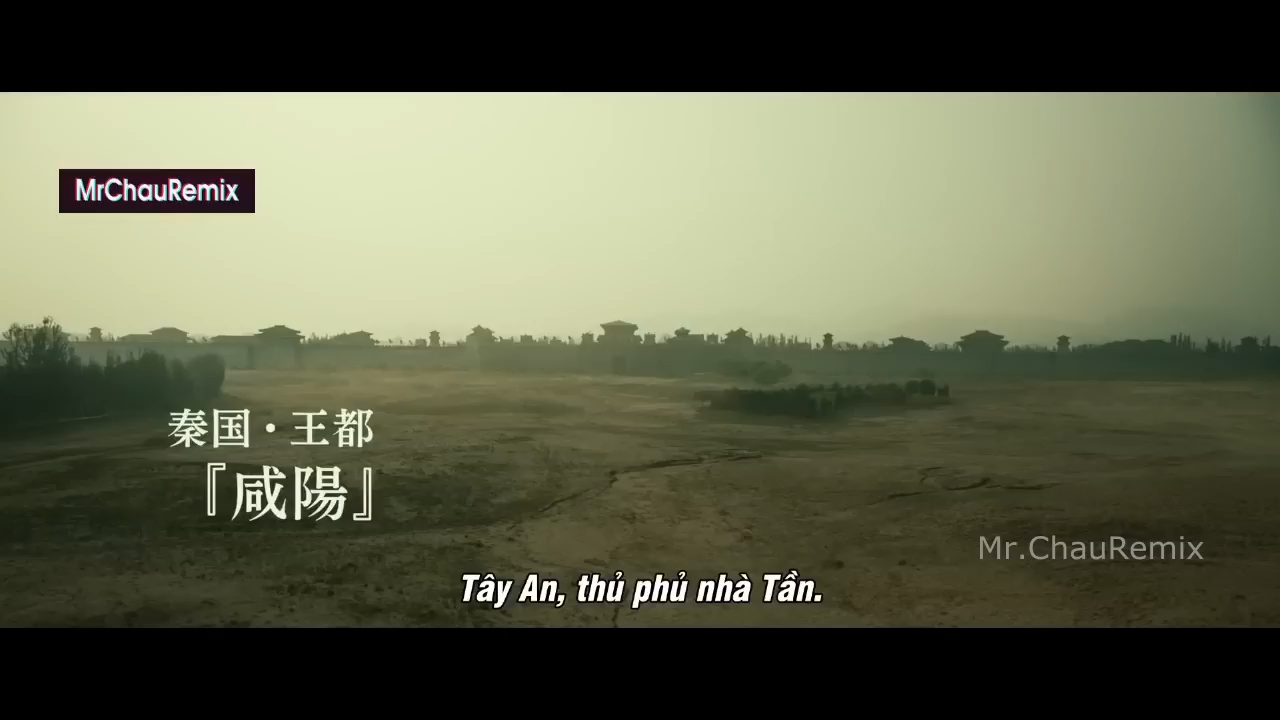 MrChauRemix
秦国・王都
『咸陽』
Mr.ChauRemix
Tây An, thủ phủ nhà Tần.